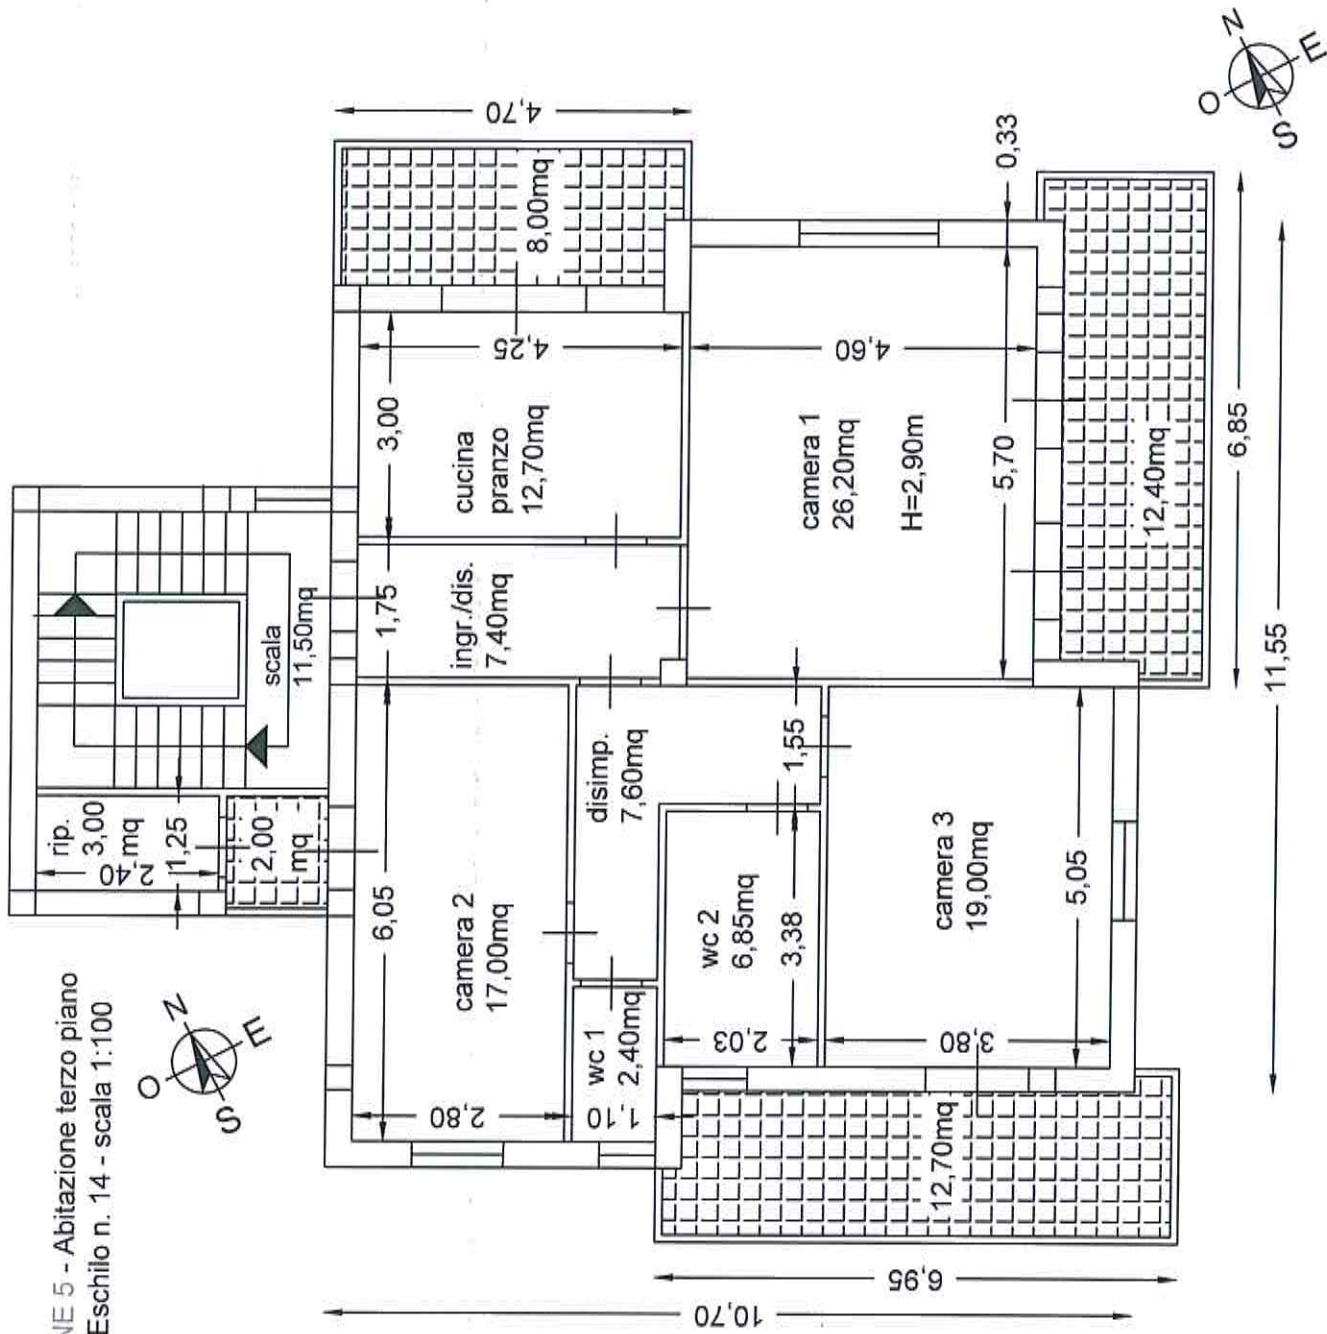 NE 5 - Abitazione terzo piano
Eschilo n. 14 - scala 1:100
N
O
E
S
rip.
3,00
mq
1,25
2,40
2,00
mq
scala
11,50mq
4,70
8,00mq
6,05
1,75
3,00
4,25
cucina
pranzo
12,70mq
ingr./dis.
7,40mq
camera 2
17,00mq
2,80
wc 1
2,40mq
1,10
disimp.
7,60mq
1,55
wc 2
6,85mq
3,38
2,03
camera 1
26,20mq
H=2,90m
4,60
5,70
0,33
camera 3
19,00mq
5,05
3,80
12,70mq
12,40mq
6,85
11,55
6,95
10,70
N
O
E
S